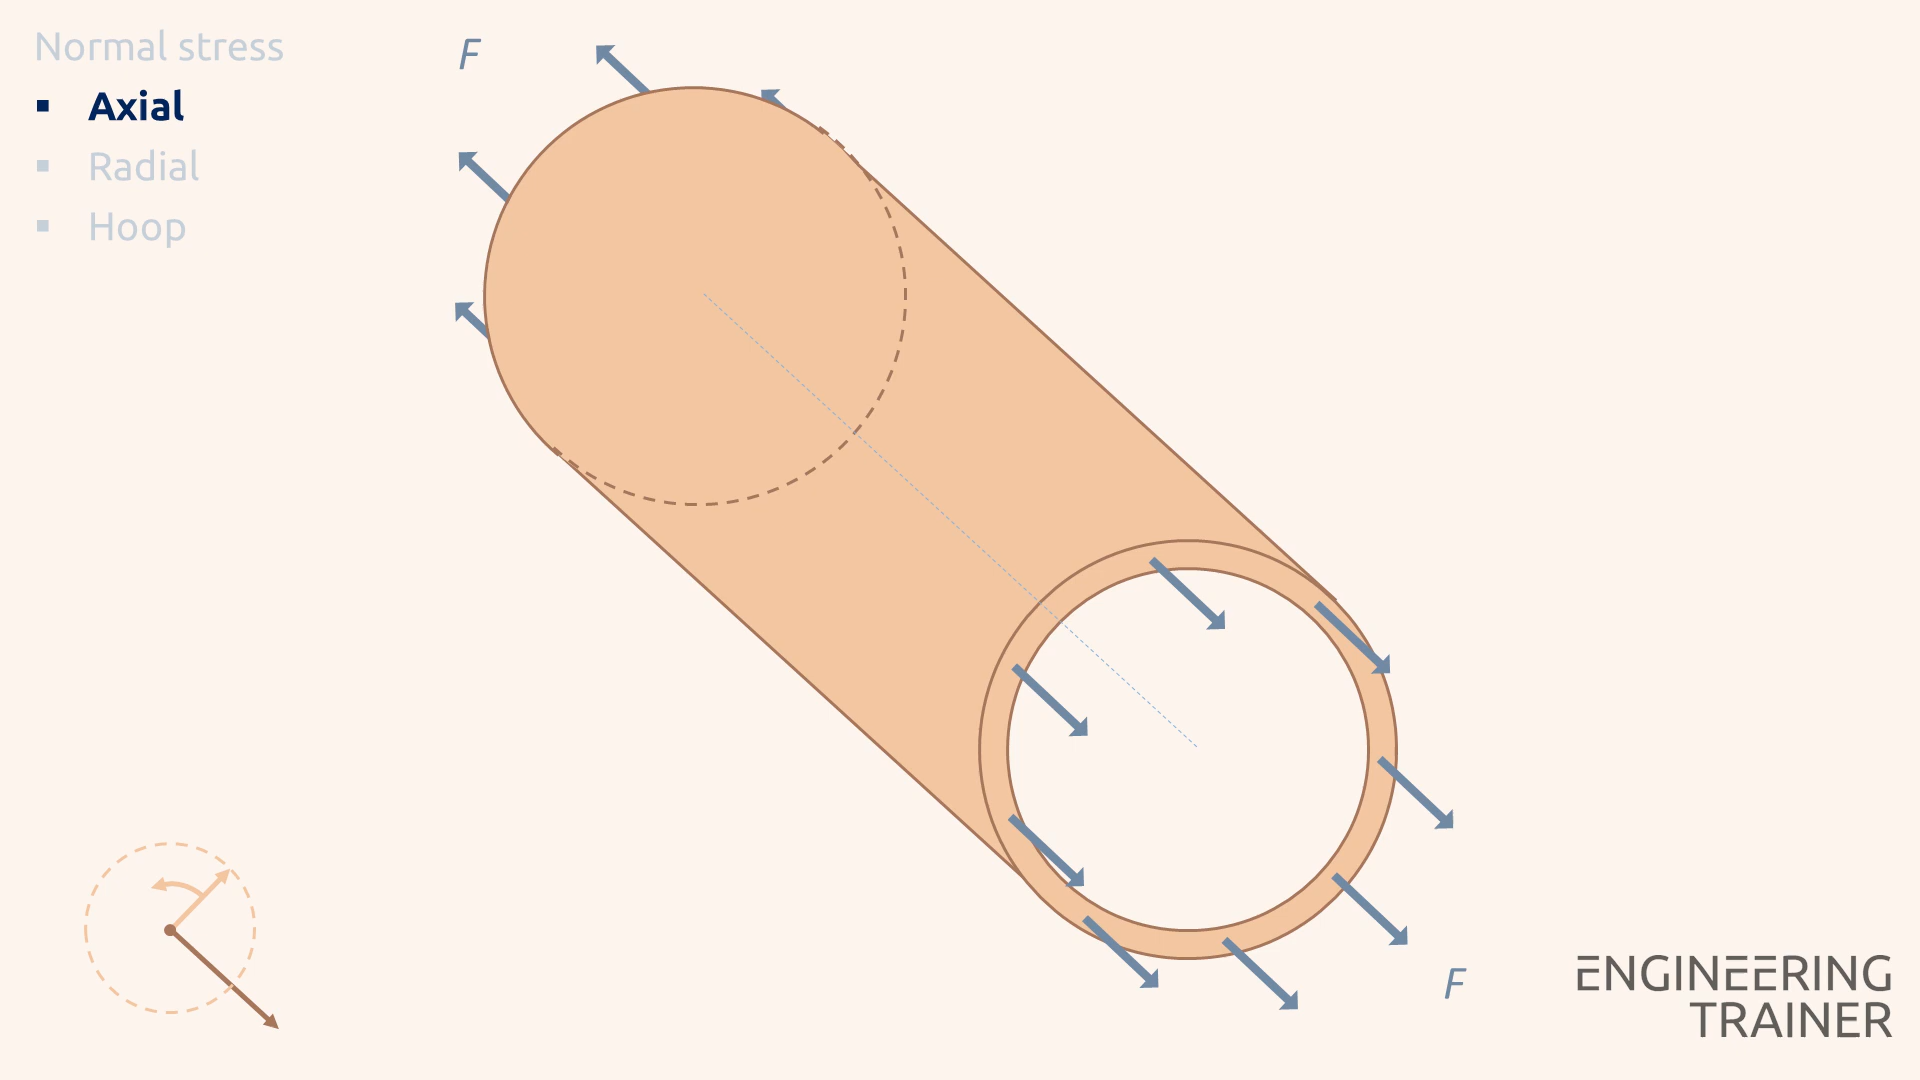 Normal stress
▪ Axial
▪ Radial
▪ Hoop
F
F
ENGINEERING
TRAINER